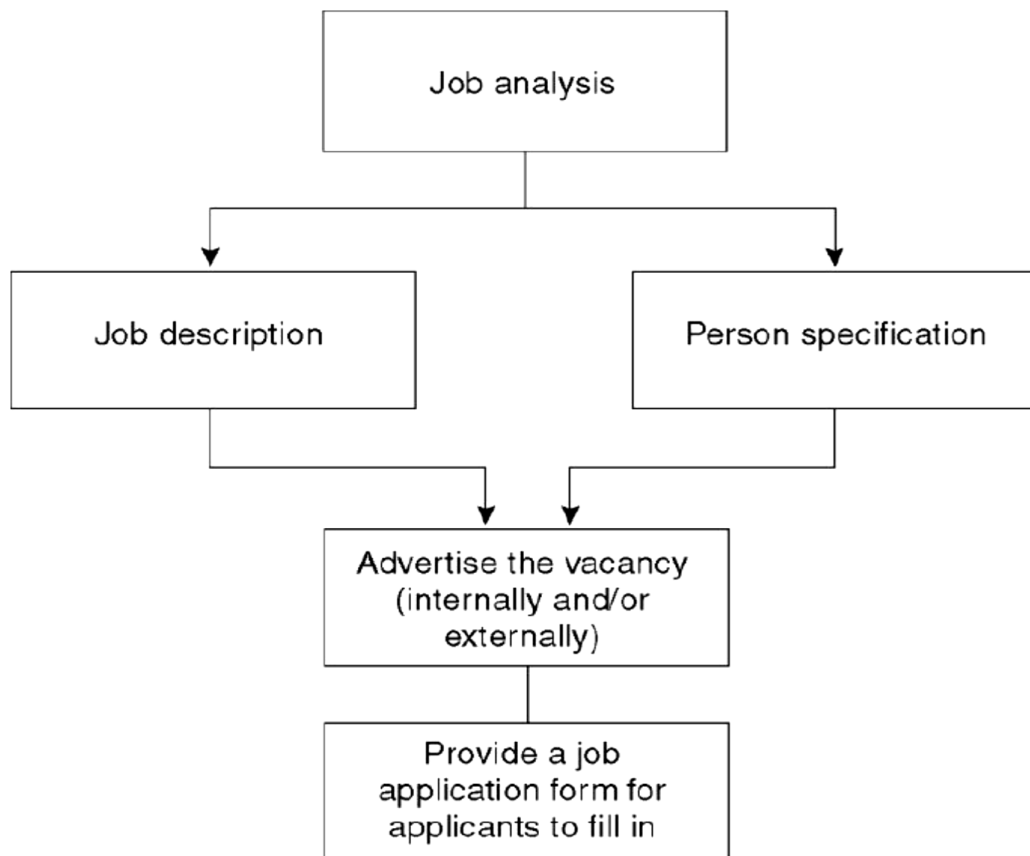 Job analysis
Job description
Person specification
Advertise the vacancy
(internally and/or
externally)
Provide a job
application form for
applicants to fill in